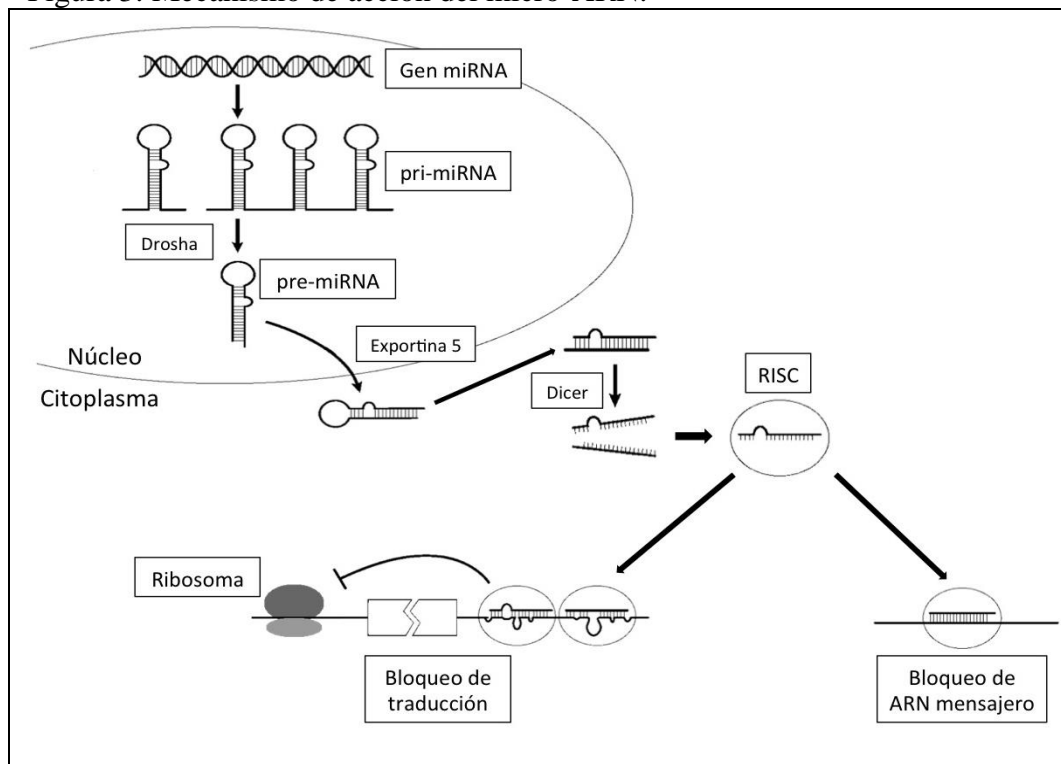 Figura 3. Mecanismo de acción del micro-ARN.
Gen miRNA
pri-miRNA
Drosha
pre-miRNA
Exportina 5
Núcleo
Citoplasma
Dicer
RISC
Ribosoma
Bloqueo de
traducción
Bloqueo de
ARN mensajero